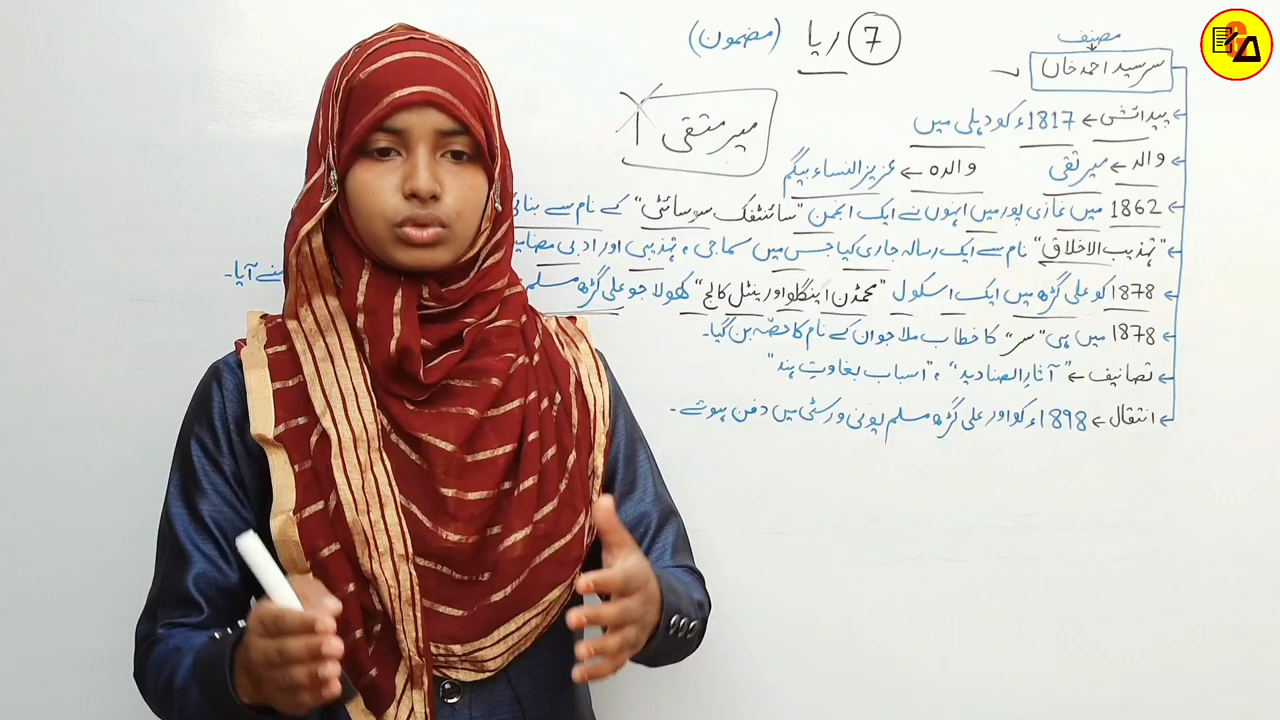 7 ریا (مضمون)
مصنف
سرسید احمد خاں
پیدائش ← 1817ء کو دہلی میں
میر متقی
والد ← میر تقی والدہ ← عزیز النساء بیگم
1862 میں غازی پور میں انہوں نے ایک انجمن "سائنٹفک سوسائٹی" کے نام سے بنائی
"تہذیب الاخلاق" نام سے ایک رسالہ جاری کیا جس میں سماجی، تہذیبی اور ادبی
1878 کو علی گڑھ میں ایک اسکول "محمڈن اینگلو اورینٹل کالج" کھولا جو علی گڑھ مسلم آیا۔
1878 میں ہی "سر" کا خطاب ملا جو ان کے نام کا حصّہ بن گیا۔
تصانیف ← "آثار الصنادید"، "اسباب بغاوتِ ہند"
انتقال ← 1898ء کو اور علی گڑھ مسلم یونی ورسٹی میں دفن ہوئے۔